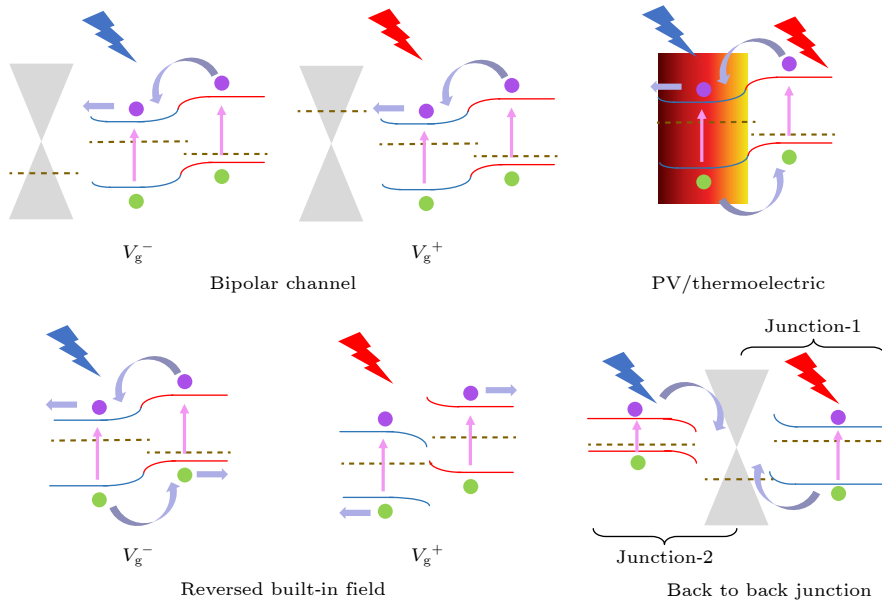 V_g^- V_g^+
Bipolar channel PV/thermoelectric
Junction-1
Junction-2
V_g^- V_g^+
Reversed built-in field Back to back junction